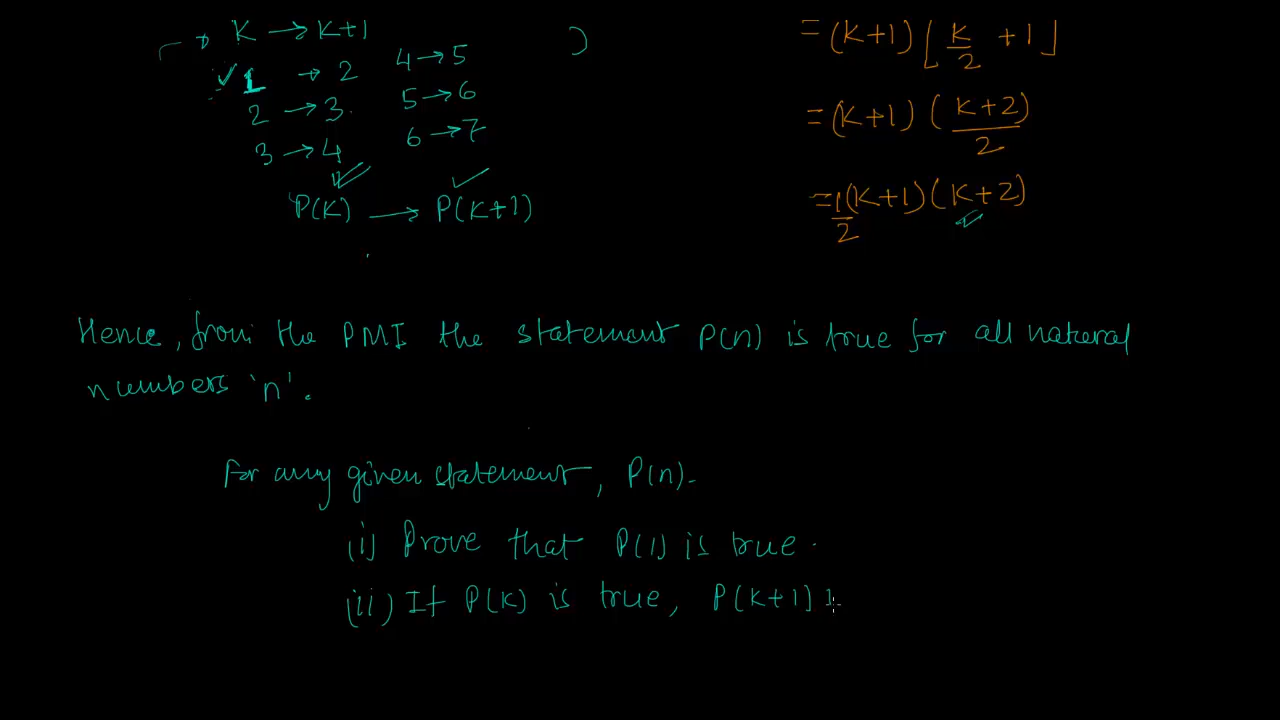 K → K+1
1 → 2
2 → 3.
3 → 4
4 → 5
5 → 6
6 → 7
P(K) → P(K+1)
)
= (K+1) [ K/2 + 1 ]
= (K+1) (K+2)/2
= 1/2 (K+1) (K+2)
Hence, from the PMI the statement P(n) is true for all natural
numbers 'n'.
For any given statement, P(n).
(i) Prove that P(1) is true.
(ii) If P(K) is true, P(K+1)